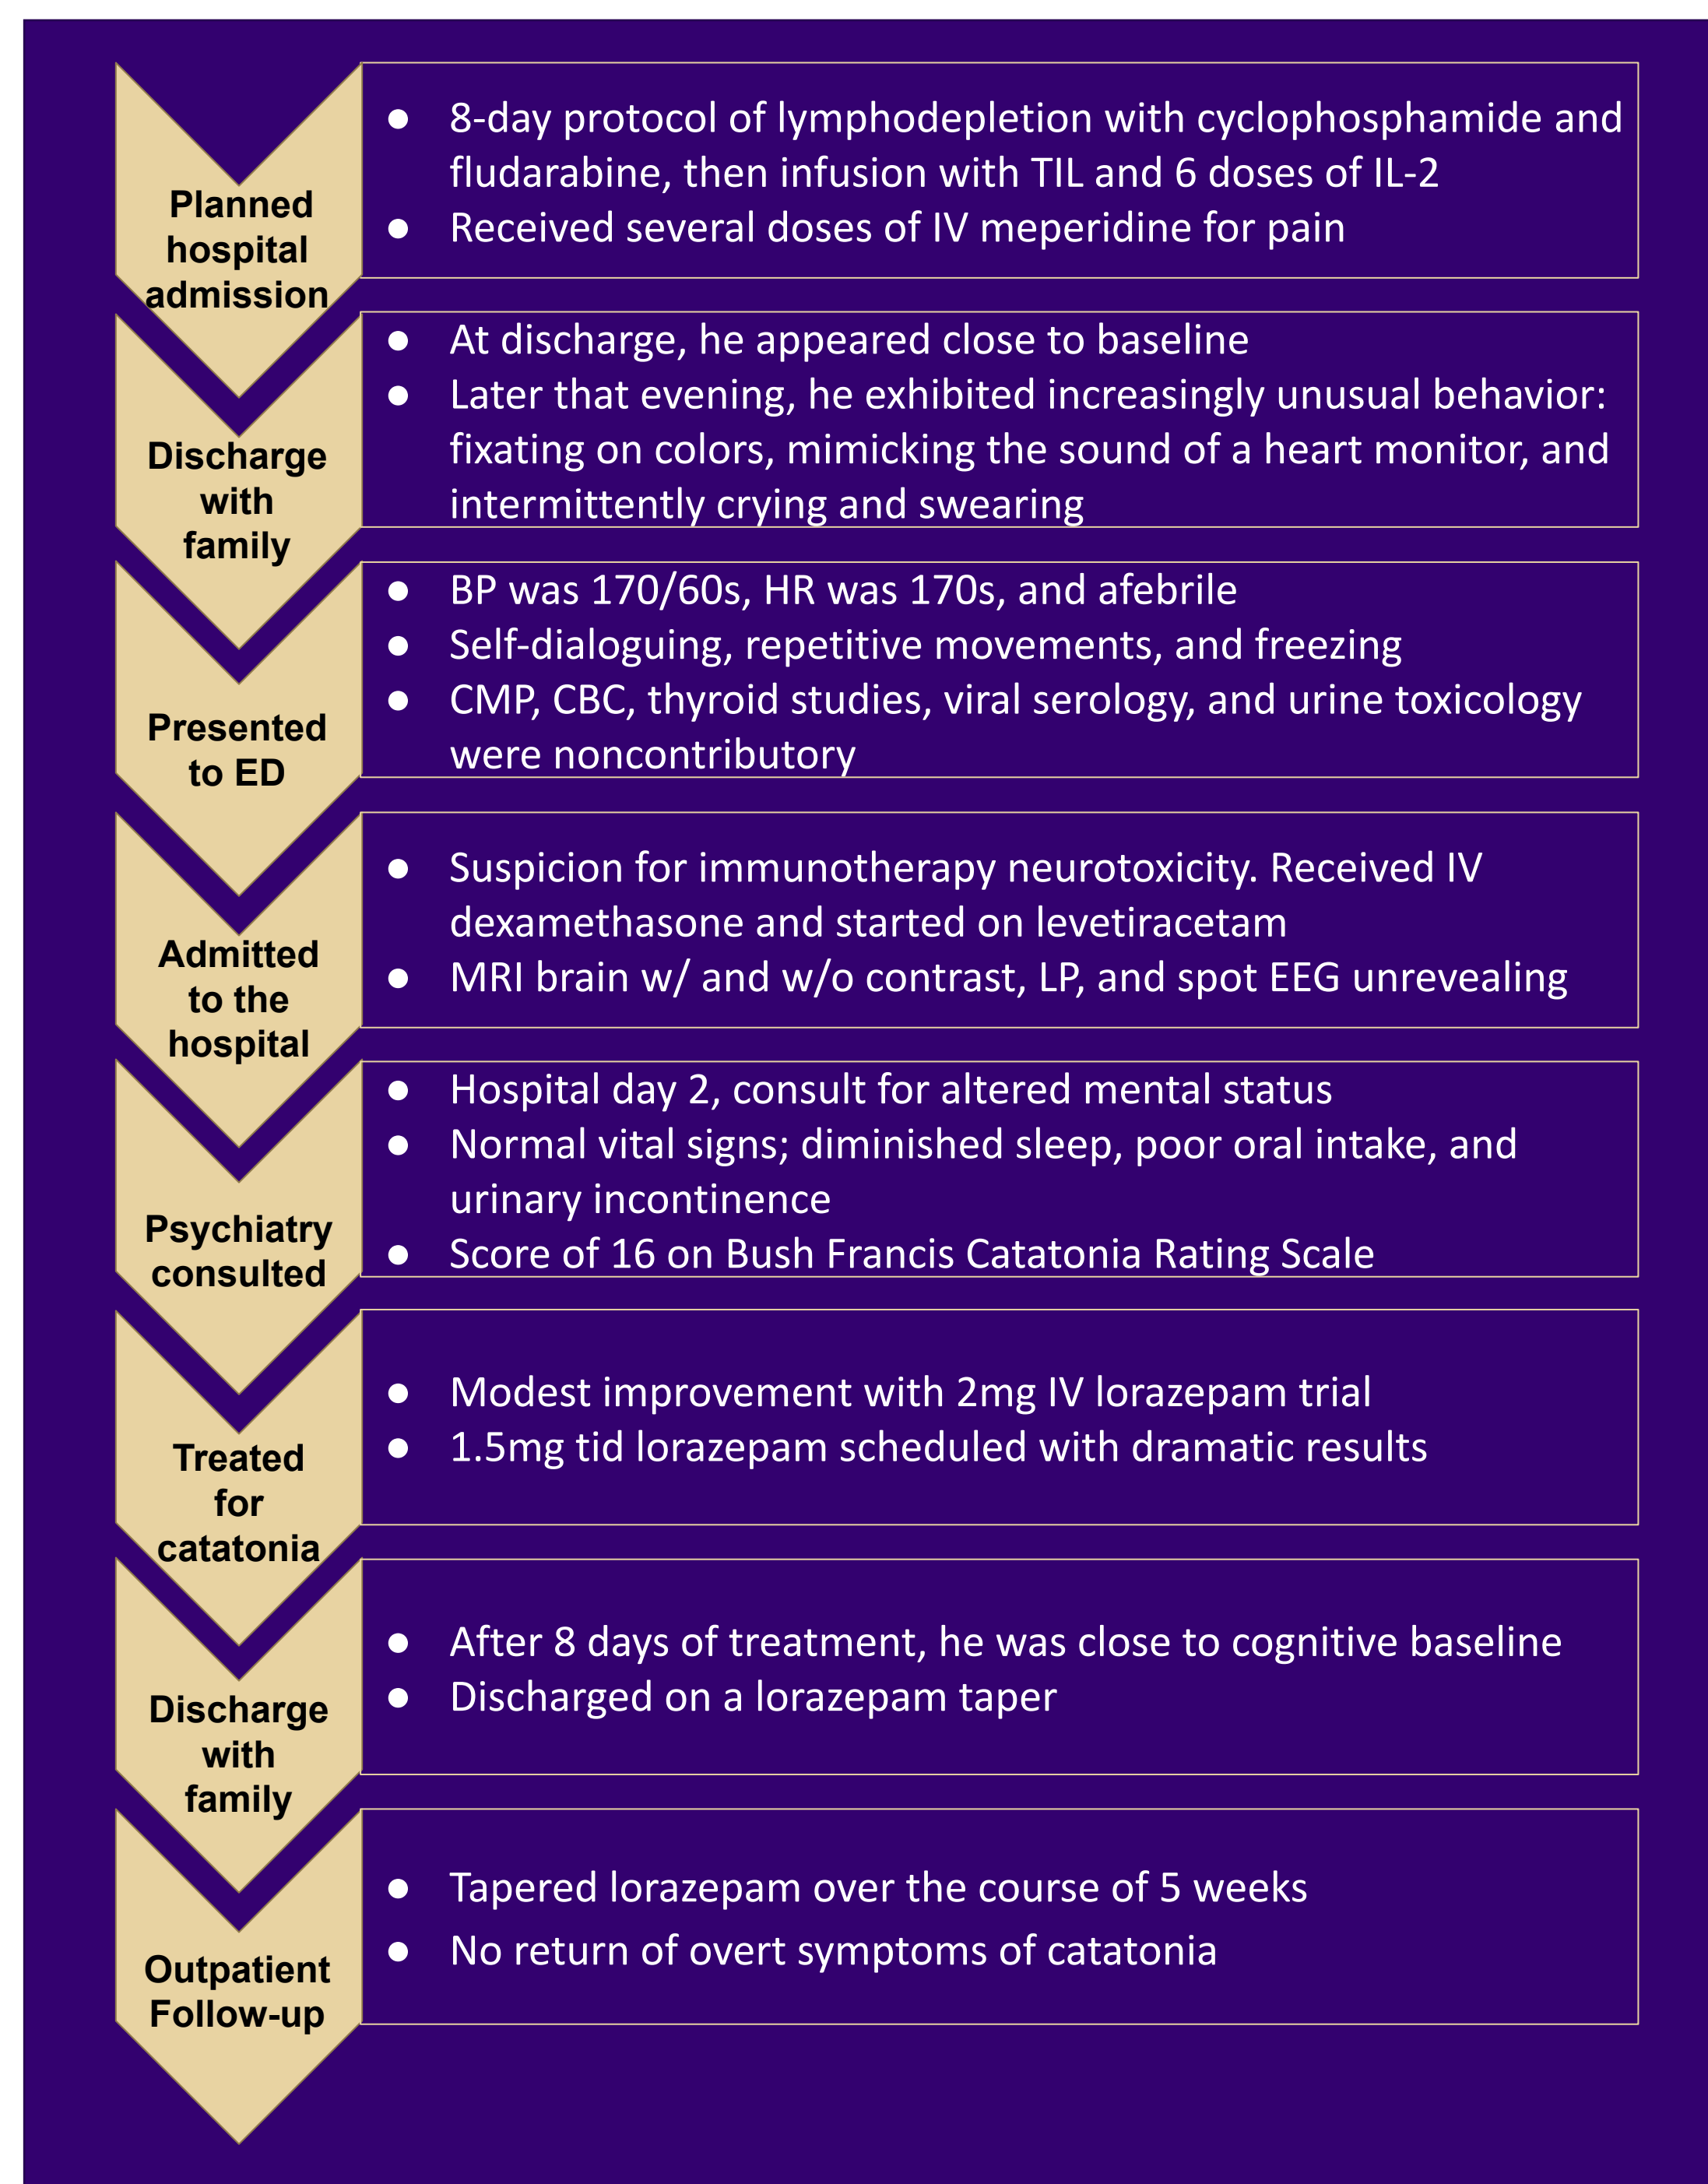 Planned
hospital
admission
● 8-day protocol of lymphodepletion with cyclophosphamide and
fludarabine, then infusion with TIL and 6 doses of IL-2
● Received several doses of IV meperidine for pain
Discharge
with
family
● At discharge, he appeared close to baseline
● Later that evening, he exhibited increasingly unusual behavior:
fixating on colors, mimicking the sound of a heart monitor, and
intermittently crying and swearing
Presented
to ED
● BP was 170/60s, HR was 170s, and afebrile
● Self-dialoguing, repetitive movements, and freezing
● CMP, CBC, thyroid studies, viral serology, and urine toxicology
were noncontributory
Admitted
to the
hospital
● Suspicion for immunotherapy neurotoxicity. Received IV
dexamethasone and started on levetiracetam
● MRI brain w/ and w/o contrast, LP, and spot EEG unrevealing
Psychiatry
consulted
● Hospital day 2, consult for altered mental status
● Normal vital signs; diminished sleep, poor oral intake, and
urinary incontinence
● Score of 16 on Bush Francis Catatonia Rating Scale
Treated
for
catatonia
● Modest improvement with 2mg IV lorazepam trial
● 1.5mg tid lorazepam scheduled with dramatic results
Discharge
with
family
● After 8 days of treatment, he was close to cognitive baseline
● Discharged on a lorazepam taper
Outpatient
Follow-up
● Tapered lorazepam over the course of 5 weeks
● No return of overt symptoms of catatonia